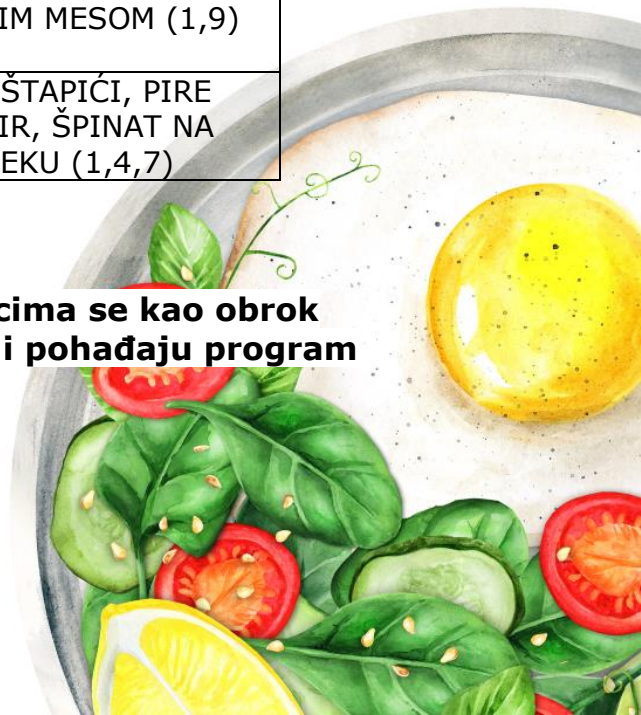 IM MESOM (1,9)
ŠTAPIĆI, PIRE
IR, ŠPINAT NA
EKU (1,4,7)
cima se kao obrok
i pohađaju program